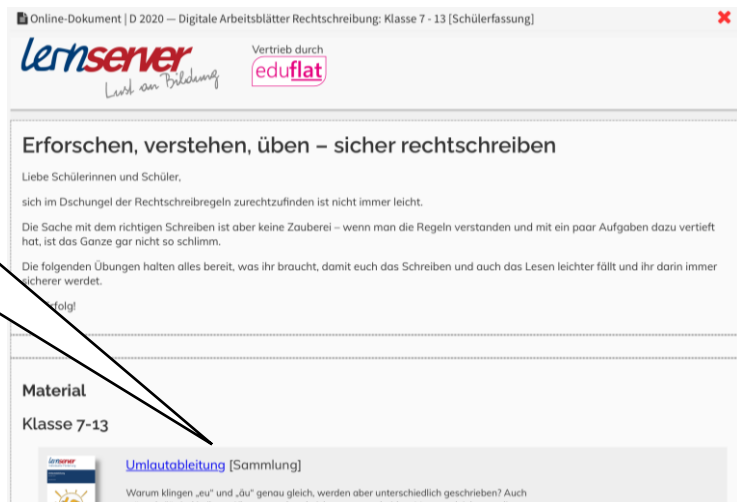 Online-Dokument | D 2020 — Digitale Arbeitsblätter Rechtschreibung: Klasse 7 - 13 [Schülerfassung]
lernserver
Lust an Bildung
Vertrieb durch
eduflat
Erforschen, verstehen, üben – sicher rechtschreiben
Liebe Schülerinnen und Schüler,
sich im Dschungel der Rechtschreibregeln zurechtzufinden ist nicht immer leicht.
Die Sache mit dem richtigen Schreiben ist aber keine Zauberei – wenn man die Regeln verstanden und mit ein paar Aufgaben dazu vertieft
hat, ist das Ganze gar nicht so schlimm.
Die folgenden Übungen halten alles bereit, was ihr braucht, damit euch das Schreiben und auch das Lesen leichter fällt und ihr darin immer
sicherer werdet.
folg!
Material
Klasse 7-13
lernserver
Umlautableitung [Sammlung]
Warum klingen „eu“ und „äu“ genau gleich, werden aber unterschiedlich geschrieben? Auch